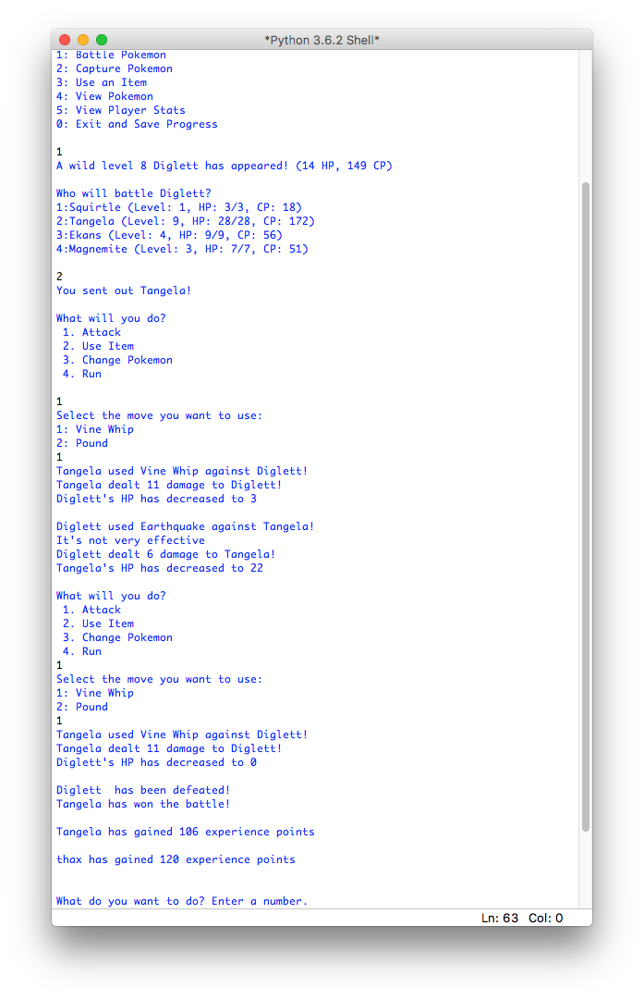 *Python 3.6.2 Shell*
1: Battle Pokemon
2: Capture Pokemon
3: Use an Item
4: View Pokemon
5: View Player Stats
0: Exit and Save Progress
1
A wild level 8 Diglett has appeared! (14 HP, 149 CP)
Who will battle Diglett?
1:Squirtle (Level: 1, HP: 3/3, CP: 18)
2:Tangela (Level: 9, HP: 28/28, CP: 172)
3:Ekans (Level: 4, HP: 9/9, CP: 56)
4:Magnemite (Level: 3, HP: 7/7, CP: 51)
2
You sent out Tangela!
What will you do?
1. Attack
2. Use Item
3. Change Pokemon
4. Run
1
Select the move you want to use:
1: Vine Whip
2: Pound
1
Tangela used Vine Whip against Diglett!
Tangela dealt 11 damage to Diglett!
Diglett's HP has decreased to 3
Diglett used Earthquake against Tangela!
It's not very effective
Diglett dealt 6 damage to Tangela!
Tangela's HP has decreased to 22
What will you do?
1. Attack
2. Use Item
3. Change Pokemon
4. Run
1
Select the move you want to use:
1: Vine Whip
2: Pound
1
Tangela used Vine Whip against Diglett!
Tangela dealt 11 damage to Diglett!
Diglett's HP has decreased to 0
Diglett  has been defeated!
Tangela has won the battle!
Tangela has gained 106 experience points
thax has gained 120 experience points
What do you want to do? Enter a number.
Ln: 63 Col: 0